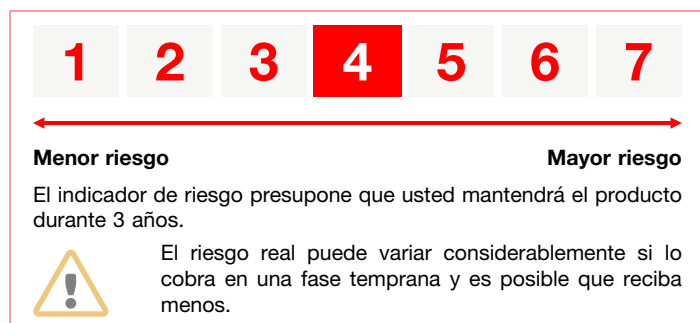 1 2 3 4 5 6 7
Menor riesgo Mayor riesgo
El indicador de riesgo presupone que usted mantendrá el producto
durante 3 años.
El riesgo real puede variar considerablemente si lo
cobra en una fase temprana y es posible que reciba
menos.